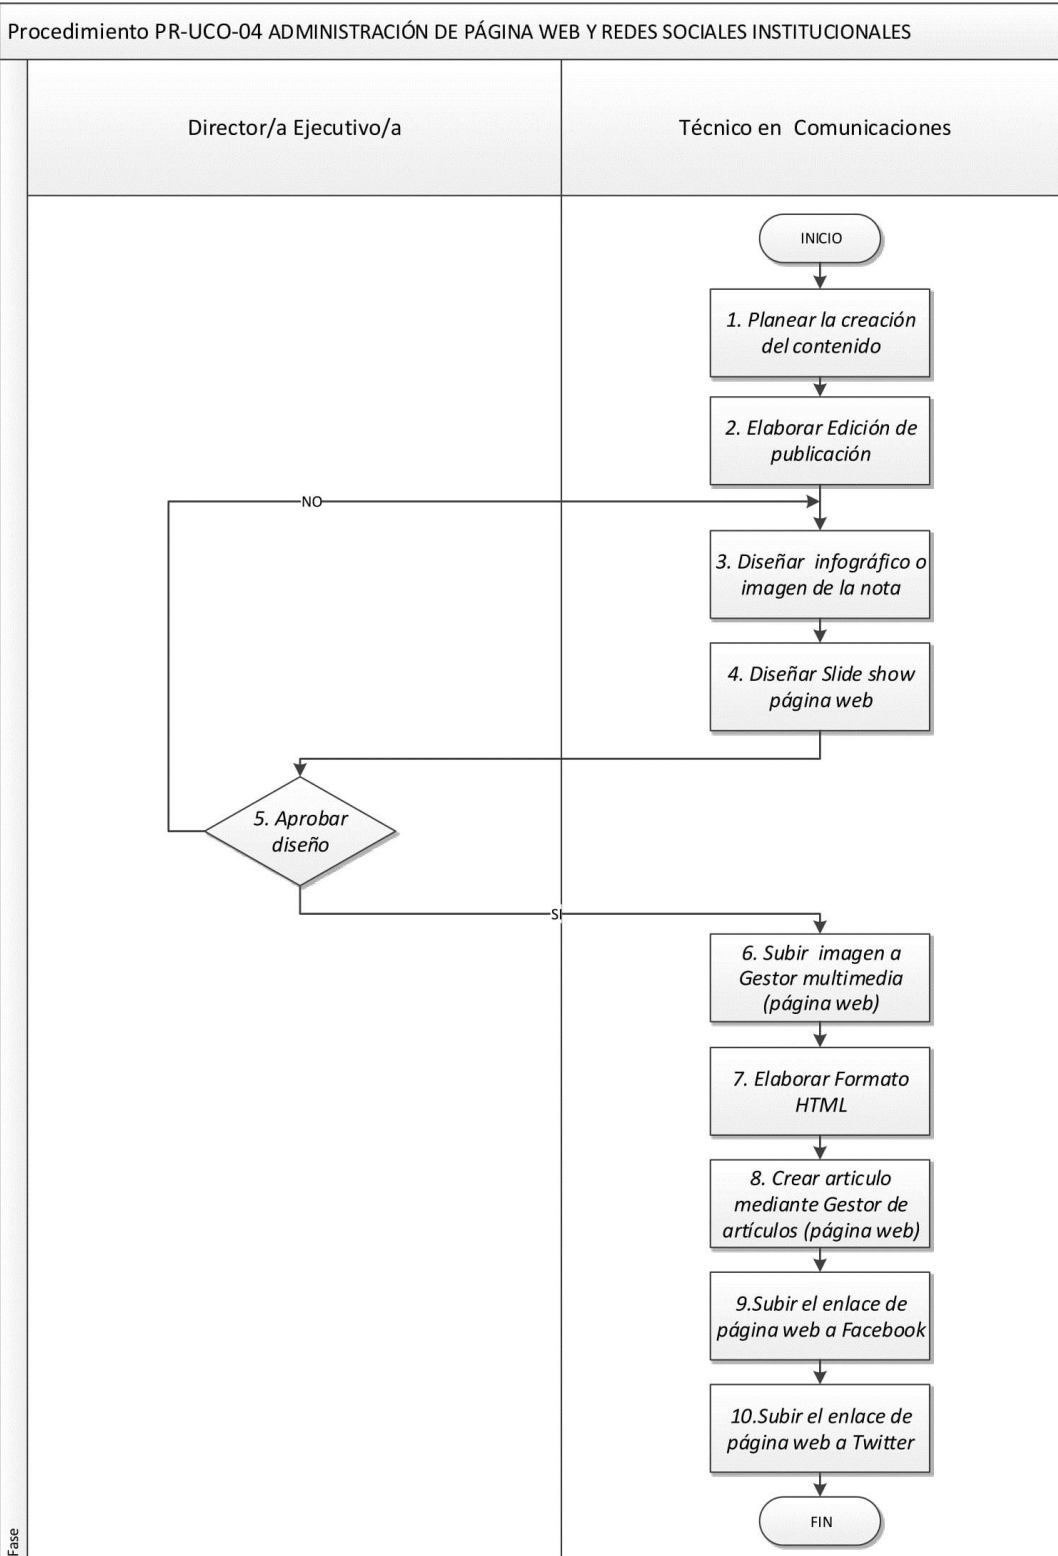 Procedimiento PR-UCO-04 ADMINISTRACIÓN DE PÁGINA WEB Y REDES SOCIALES INSTITUCIONALES
Director/a Ejecutivo/a
Técnico en Comunicaciones
INICIO
1. Planear la creación
del contenido
2. Elaborar Edición de
publicación
NO
3. Diseñar infográfico o
imagen de la nota
4. Diseñar Slide show
página web
5. Aprobar
diseño
SI
6. Subir imagen a
Gestor multimedia
(página web)
7. Elaborar Formato
HTML
8. Crear articulo
mediante Gestor de
artículos (página web)
9.Subir el enlace de
página web a Facebook
10.Subir el enlace de
página web a Twitter
FIN
Fase